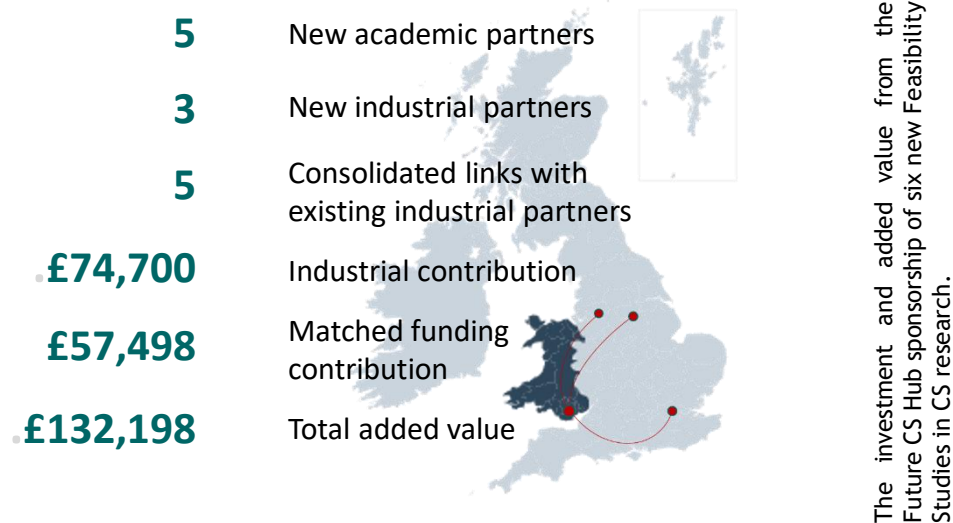 5 New academic partners
3 New industrial partners
5 Consolidated links with
existing industrial partners
.£74,700 Industrial contribution
£57,498 Matched funding
contribution
.£132,198 Total added value
The investment and added value from the
Future CS Hub sponsorship of six new Feasibility
Studies in CS research.